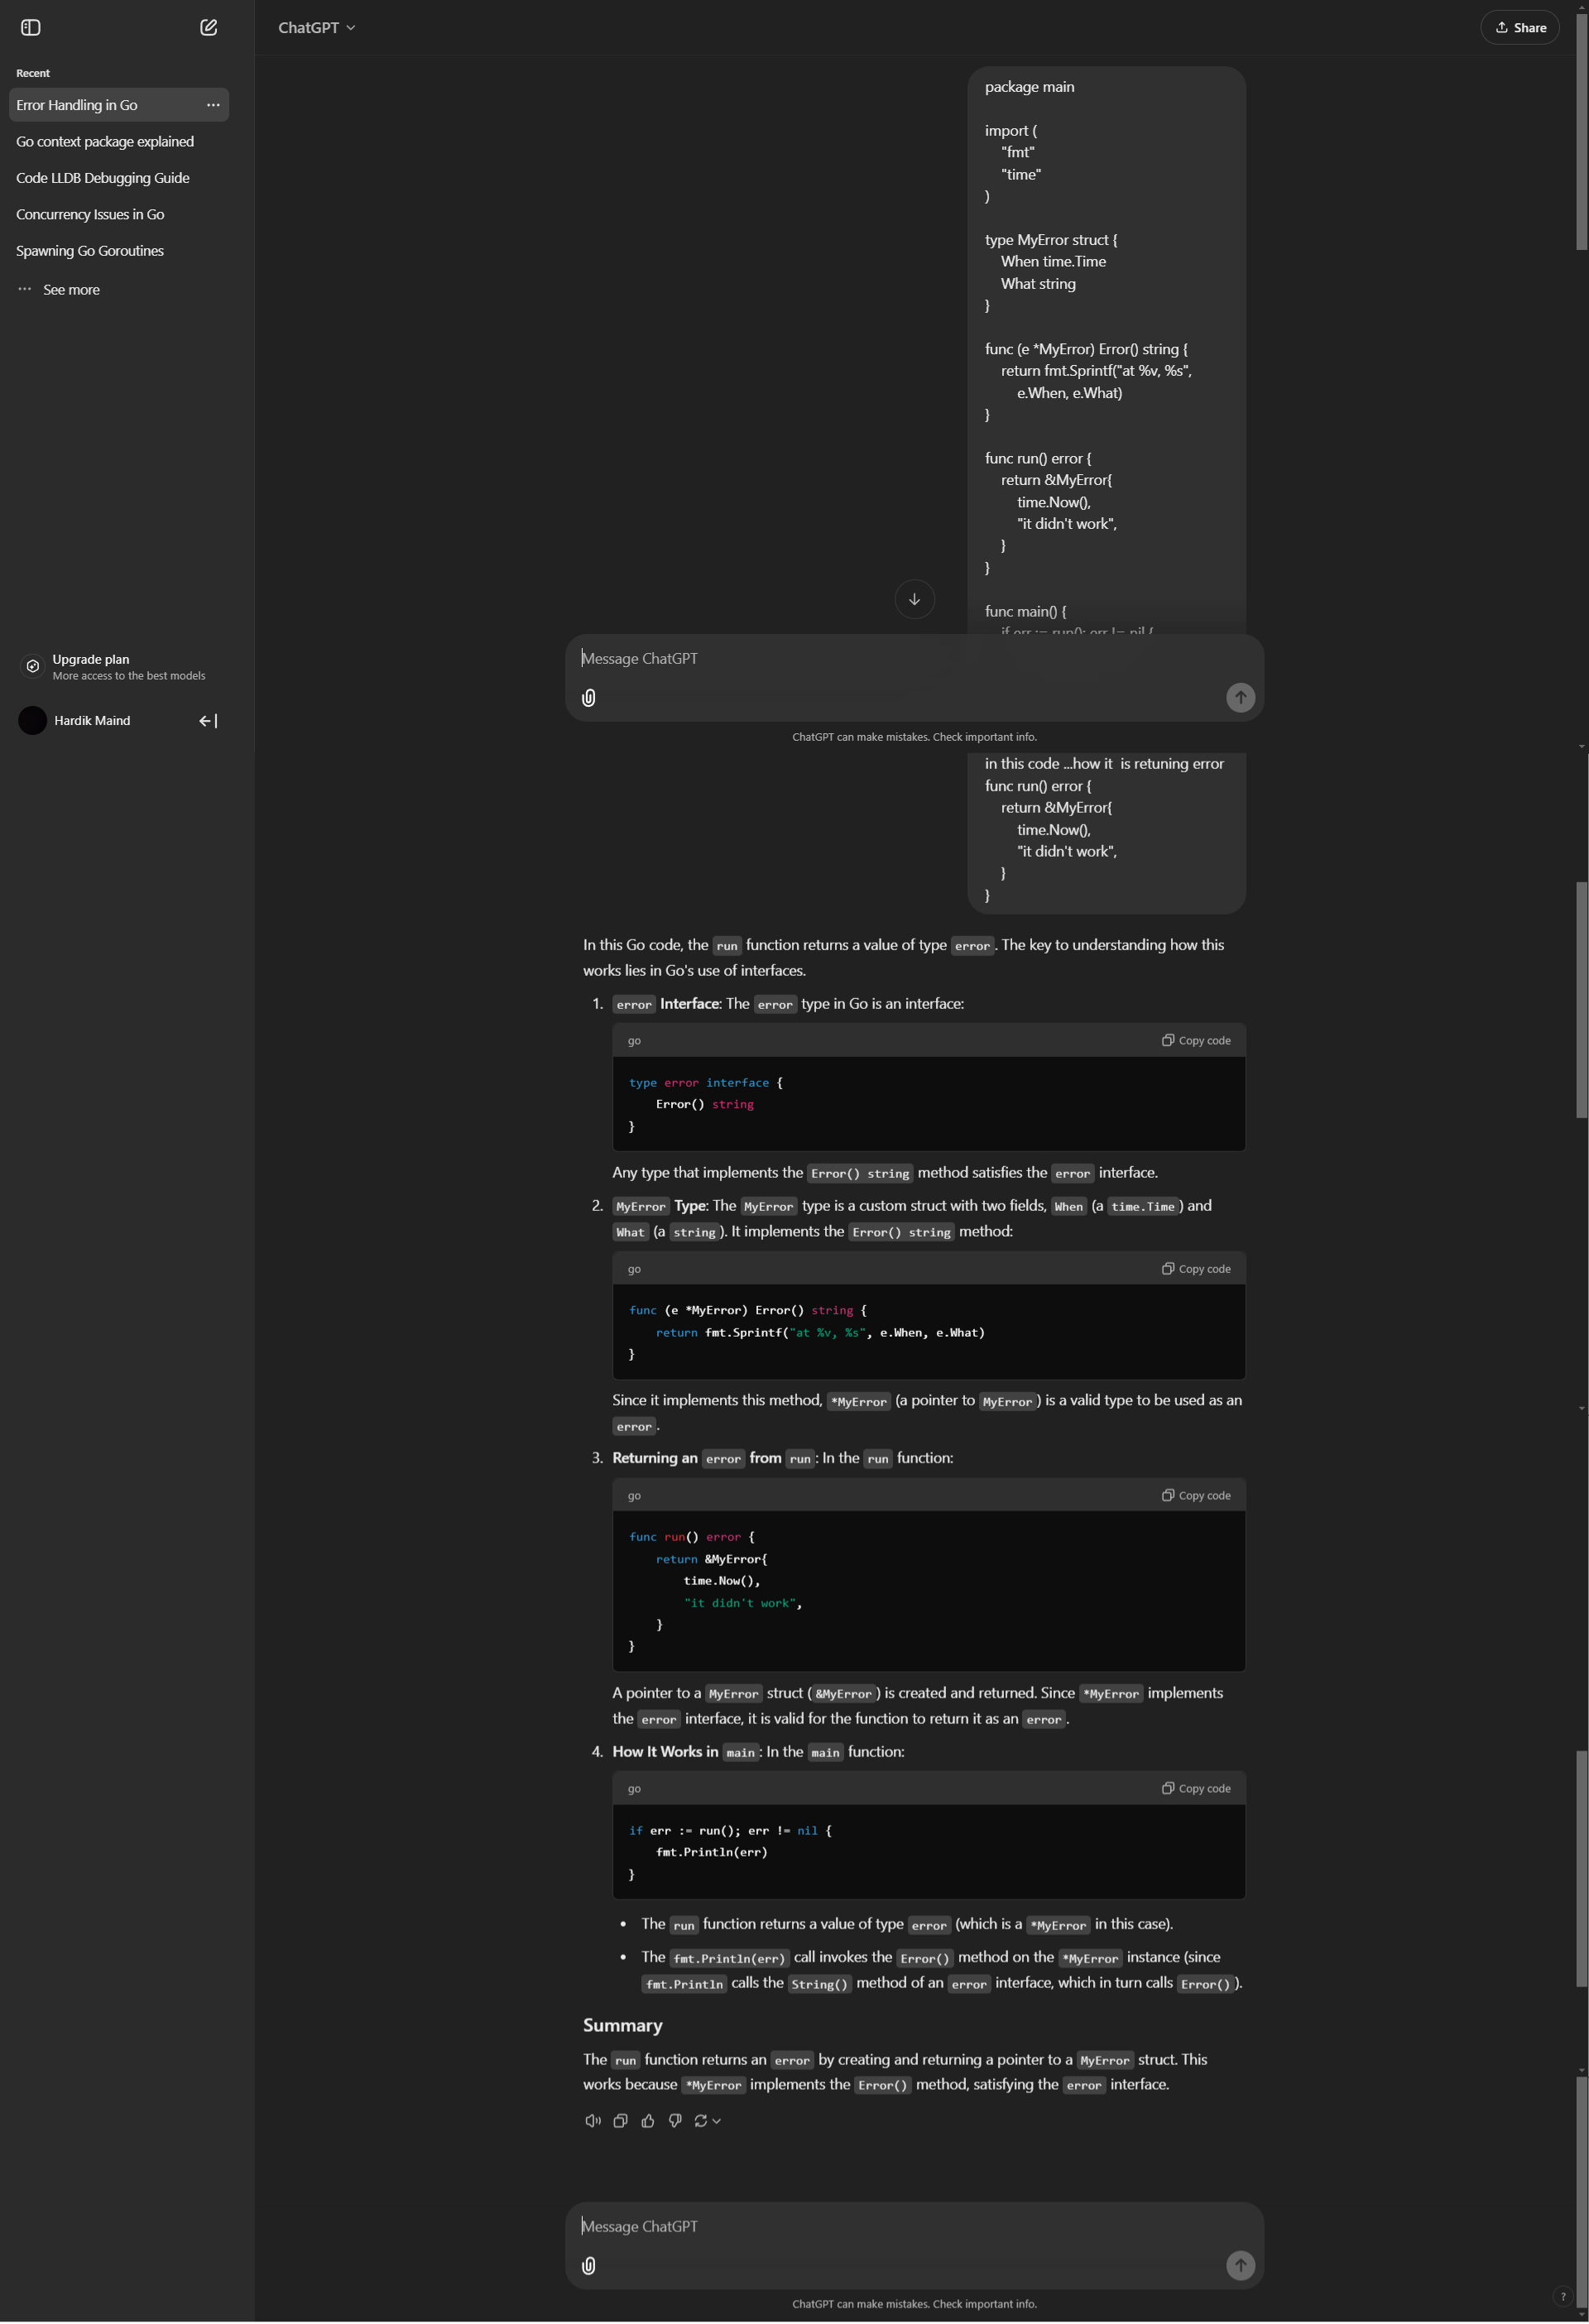 ChatGPT
Share
Recent
Error Handling in Go
Go context package explained
Code LLDB Debugging Guide
Concurrency Issues in Go
Spawning Go Goroutines
See more
Upgrade plan
More access to the best models
Hardik Maind
package main
import (
"fmt"
"time"
)
type MyError struct {
When time.Time
What string
}
func (e *MyError) Error() string {
return fmt.Sprintf("at %v, %s",
e.When, e.What)
}
func run() error {
return &MyError{
time.Now(),
"it didn't work",
}
}
func main() {
if err := run(); err != nil {
Message ChatGPT
ChatGPT can make mistakes. Check important info.
in this code ...how it  is retuning error
func run() error {
return &MyError{
time.Now(),
"it didn't work",
}
}
In this Go code, the run function returns a value of type error. The key to understanding how this
works lies in Go's use of interfaces.
1. error Interface: The error type in Go is an interface:
go Copy code
type error interface {
Error() string
}
Any type that implements the Error() string method satisfies the error interface.
2. MyError Type: The MyError type is a custom struct with two fields, When (a time.Time) and
What (a string). It implements the Error() string method:
go Copy code
func (e *MyError) Error() string {
return fmt.Sprintf("at %v, %s", e.When, e.What)
}
Since it implements this method, *MyError (a pointer to MyError) is a valid type to be used as an
error.
3. Returning an error from run: In the run function:
go Copy code
func run() error {
return &MyError{
time.Now(),
"it didn't work",
}
}
A pointer to a MyError struct (&MyError) is created and returned. Since *MyError implements
the error interface, it is valid for the function to return it as an error.
4. How It Works in main: In the main function:
go Copy code
if err := run(); err != nil {
fmt.Println(err)
}
• The run function returns a value of type error (which is a *MyError in this case).
• The fmt.Println(err) call invokes the Error() method on the *MyError instance (since
fmt.Println calls the String() method of an error interface, which in turn calls Error()).
Summary
The run function returns an error by creating and returning a pointer to a MyError struct. This
works because *MyError implements the Error() method, satisfying the error interface.
Message ChatGPT
ChatGPT can make mistakes. Check important info.
?